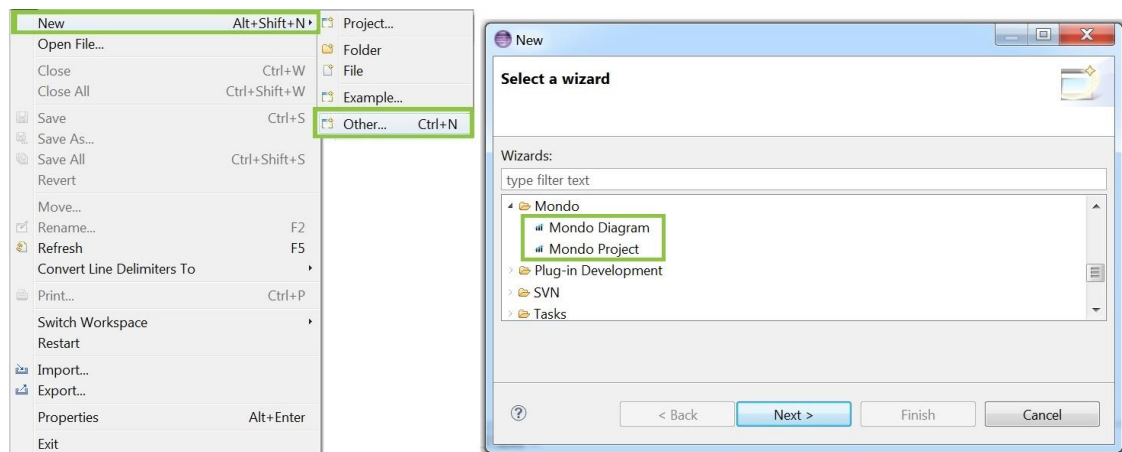 New Alt+Shift+N
Open File...
Close Ctrl+W
Close All Ctrl+Shift+W
Save Ctrl+S
Save As...
Save All Ctrl+Shift+S
Revert
Move...
Rename... F2
Refresh F5
Convert Line Delimiters To
Print... Ctrl+P
Switch Workspace
Restart
Import...
Export...
Properties Alt+Enter
Exit
Project...
Folder
File
Example...
Other... Ctrl+N
New
Select a wizard
Wizards:
type filter text
Mondo
Mondo Diagram
Mondo Project
Plug-in Development
SVN
Tasks
? < Back Next > Finish Cancel